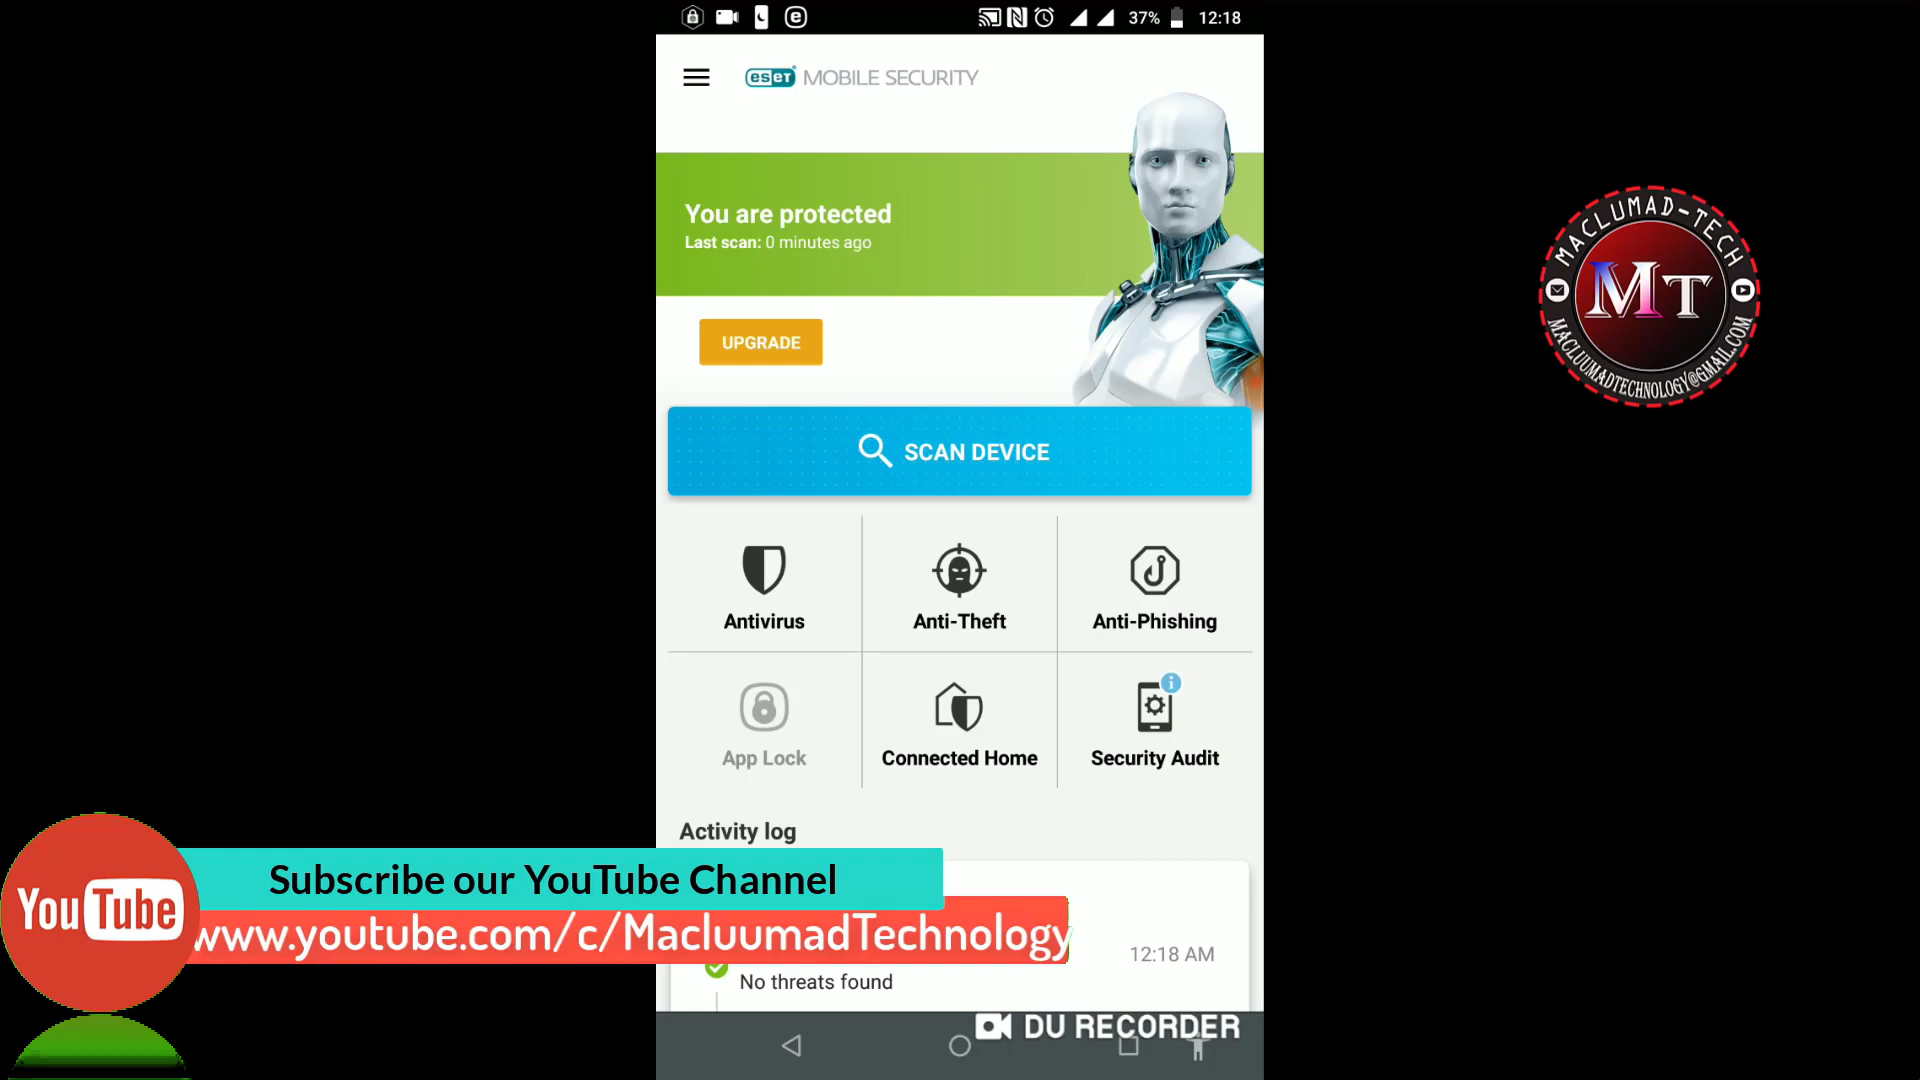 37% 12:18
eseT MOBILE SECURITY
You are protected
Last scan: 0 minutes ago
UPGRADE
SCAN DEVICE
Antivirus
Anti-Theft
Anti-Phishing
App Lock
Connected Home
Security Audit
Activity log
12:18 AM
No threats found
Subscribe our YouTube Channel
www.youtube.com/c/MacluumadTechnology
YouTube
DU RECORDER
MACLUMAD-TECH
MT
MACLUUMADTECHNOLOGY@GMAIL.COM